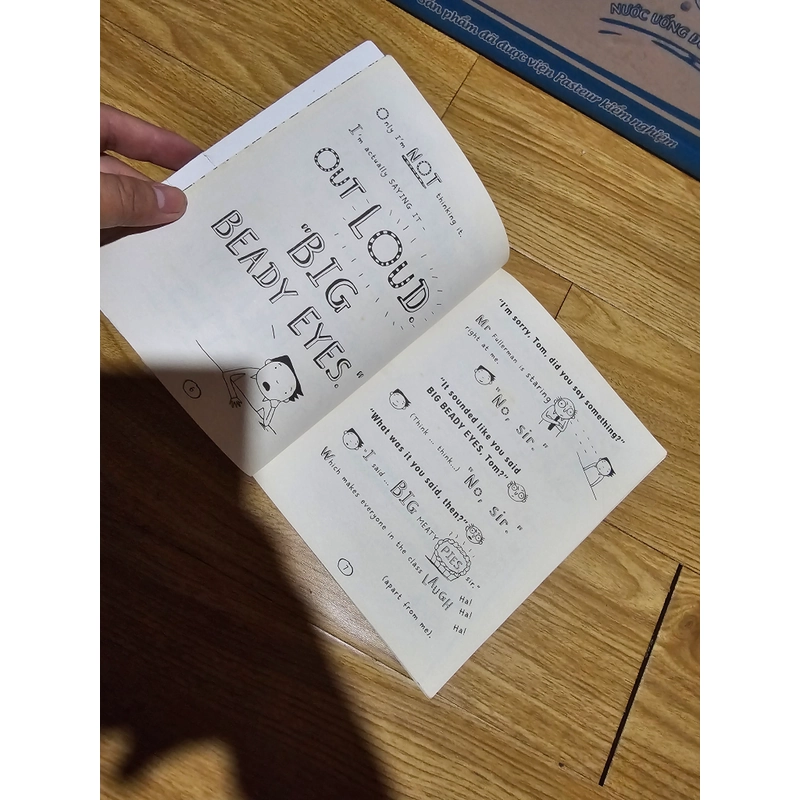 NƯỚC UỐNG
sản phẩm đã được viện Pasteur kiểm nghiệm
Only I'm NOT thinking it.
I'm actually SAYING IT -
OUT LOUD.
"BIG
BEADY EYES."
6
"I'm sorry, Tom, did you say something?"
Mr Fullerman is staring
right at me.
"No, sir."
"It sounded like you said
BIG BEADY EYES, Tom?"
(Think ... think...) "No, sir."
"What was it you said, then?"
"I said ... BIG MEATY PIES sir."
Which makes everyone in the class LAUGH
Ha!
Ha!
Ha!
(apart from me).
7